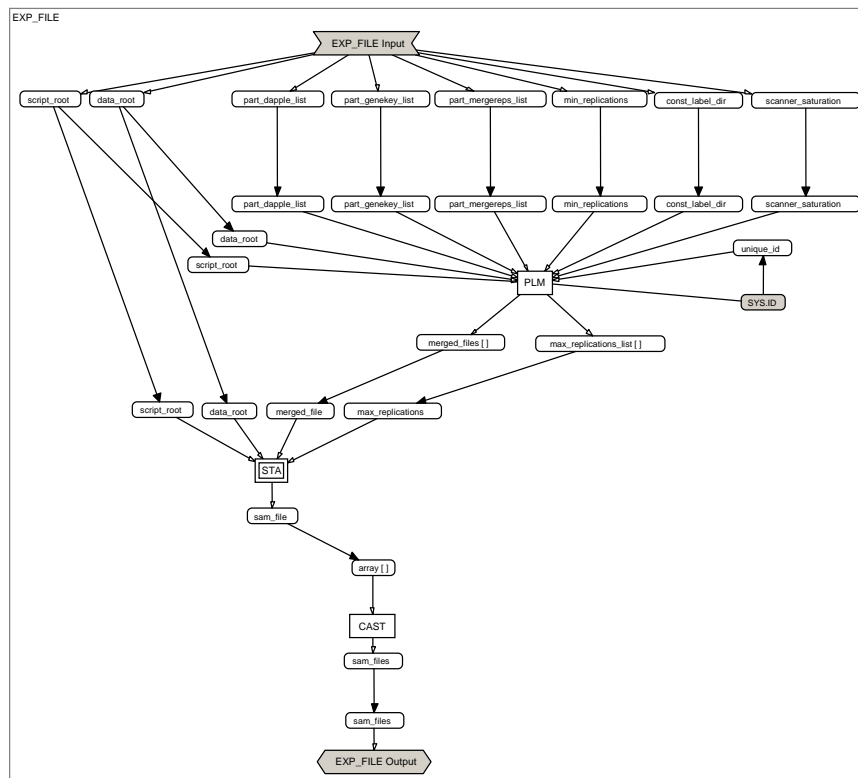 EXP_FILE
EXP_FILE Input
script_root
data_root
part_dapple_list
part_genekey_list
part_mergereps_list
min_replications
const_label_dir
scanner_saturation
part_dapple_list
part_genekey_list
part_mergereps_list
min_replications
const_label_dir
scanner_saturation
data_root
unique_id
script_root
PLM
SYS.ID
merged_files [ ]
max_replications_list [ ]
script_root
data_root
merged_file
max_replications
STA
sam_file
array [ ]
CAST
sam_files
sam_files
EXP_FILE Output